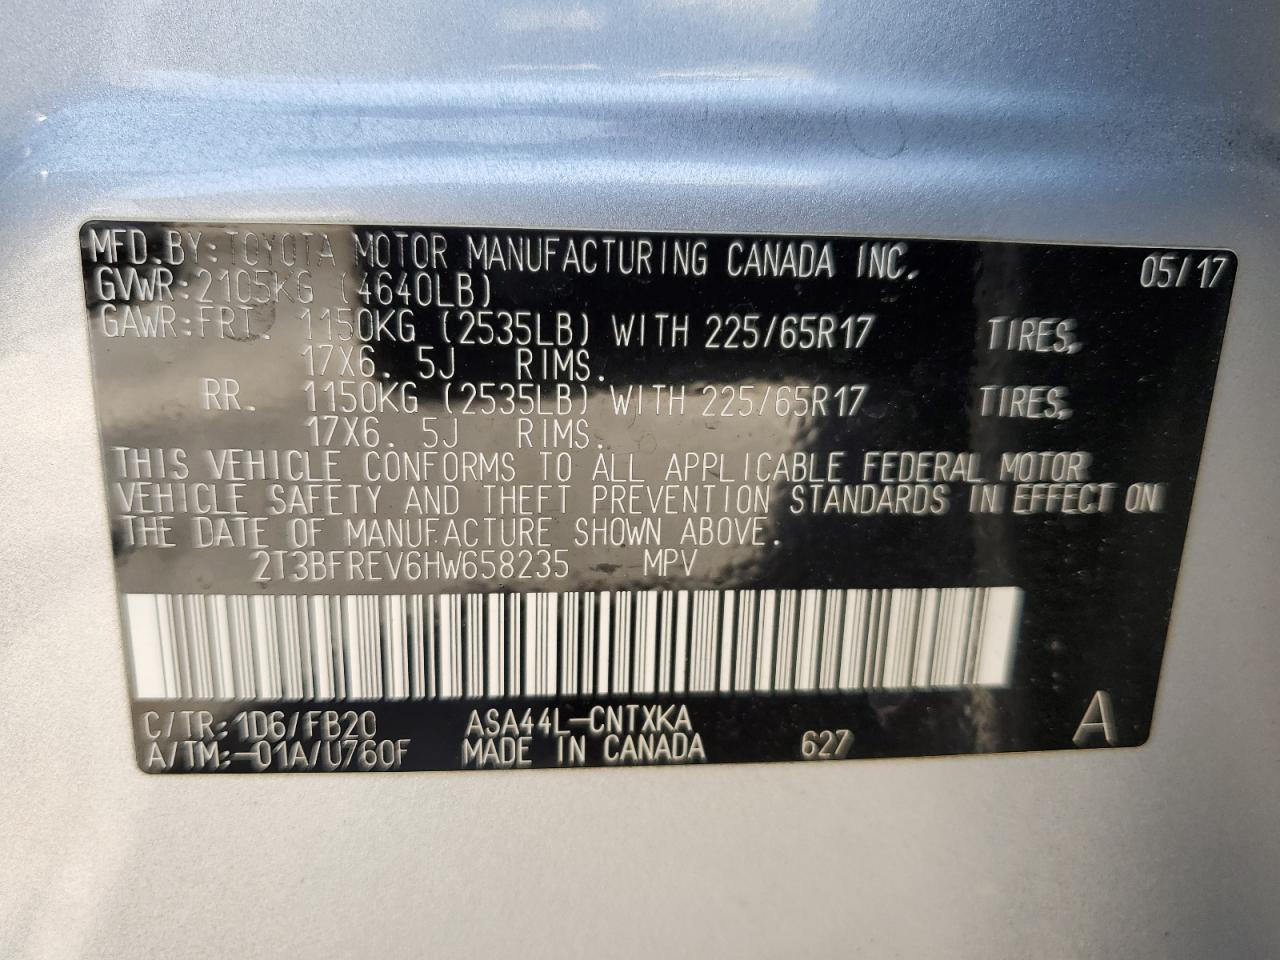 MFD.BY:TOYOTA MOTOR MANUFACTURING CANADA INC. 05/17
GVWR:2105KG (4640LB)
GAWR:FRT. 1150KG (2535LB) WITH 225/65R17 TIRES,
17X6. 5J RIMS.
RR. 1150KG (2535LB) WITH 225/65R17 TIRES,
17X6. 5J RIMS.
THIS VEHICLE CONFORMS TO ALL APPLICABLE FEDERAL MOTOR
VEHICLE SAFETY AND THEFT PREVENTION STANDARDS IN EFFECT ON
THE DATE OF MANUFACTURE SHOWN ABOVE.
2T3BFREV6HW658235 MPV
C/TR:1D6/FB20 ASA44L-CNTXKA A
A/TM:-01A/U760F MADE IN CANADA 627